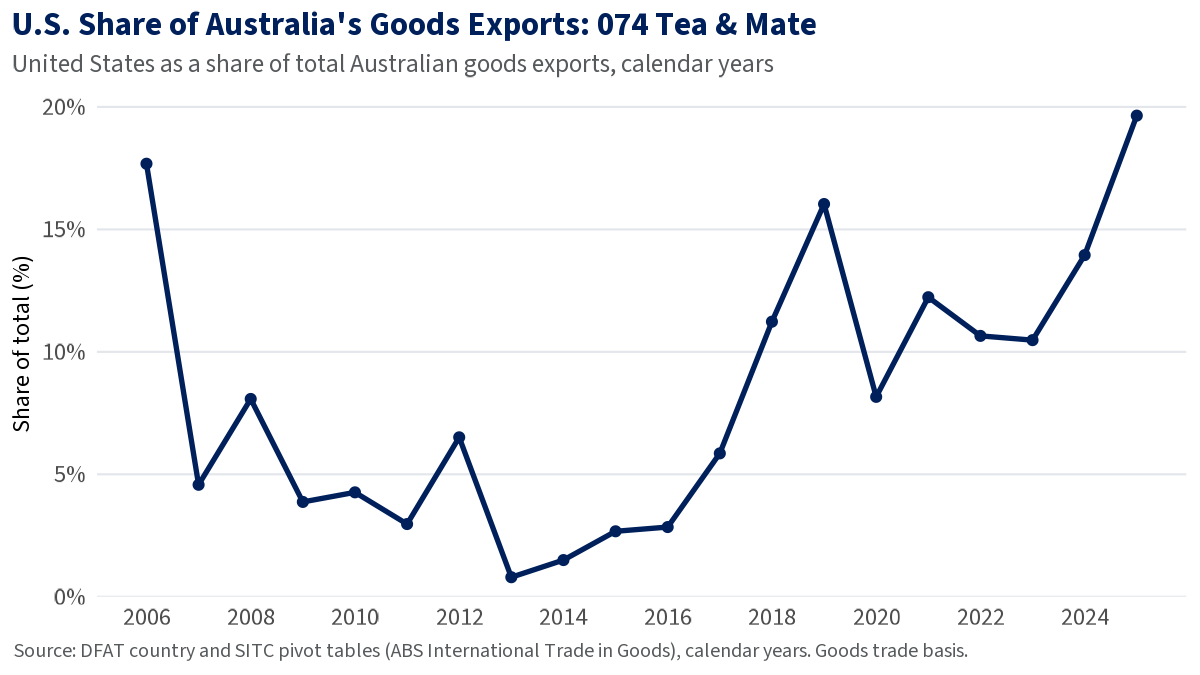 U.S. Share of Australia's Goods Exports: 074 Tea & Mate
United States as a share of total Australian goods exports, calendar years
Share of total (%)
20%
15%
10%
5%
0%
2006 2008 2010 2012 2014 2016 2018 2020 2022 2024
Source: DFAT country and SITC pivot tables (ABS International Trade in Goods), calendar years. Goods trade basis.